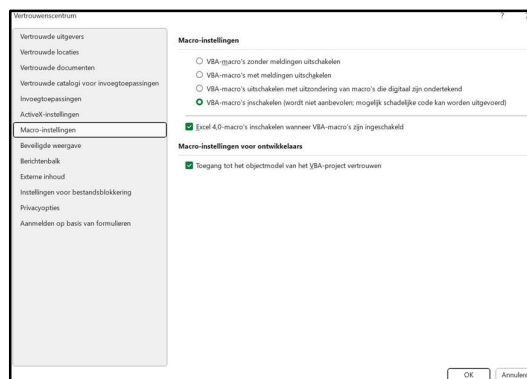 Vertrouwenscentrum
?
Vertrouwde uitgevers
Vertrouwde locaties
Vertrouwde documenten
Vertrouwde catalogi voor invoegtoepassingen
Invoegtoepassingen
ActiveX-instellingen
Macro-instellingen
Beveiligde weergave
Berichtenbalk
Externe inhoud
Instellingen voor bestandsblokkering
Privacyopties
Aanmelden op basis van formulieren
Macro-instellingen
VBA-macro's zonder meldingen uitschakelen
VBA-macro's met meldingen uitschakelen
VBA-macro's uitschakelen met uitzondering van macro's die digitaal zijn ondertekend
VBA-macro's inschakelen (wordt niet aanbevolen; mogelijk schadelijke code kan worden uitgevoerd)
Excel 4,0-macro's inschakelen wanneer VBA-macro's zijn ingeschakeld
Macro-instellingen voor ontwikkelaars
Toegang tot het objectmodel van het VBA-project vertrouwen
OK
Annulere